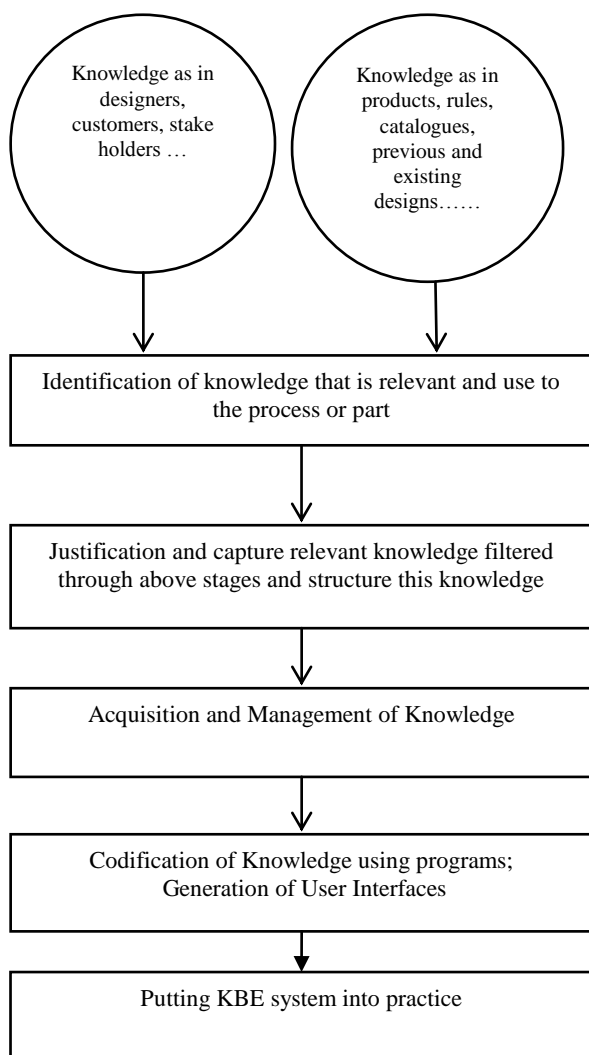 Knowledge as in
designers,
customers, stake
holders …
Knowledge as in
products, rules,
catalogues,
previous and
existing
designs……
Identification of knowledge that is relevant and use to
the process or part
Justification and capture relevant knowledge filtered
through above stages and structure this knowledge
Acquisition and Management of Knowledge
Codification of Knowledge using programs;
Generation of User Interfaces
Putting KBE system into practice